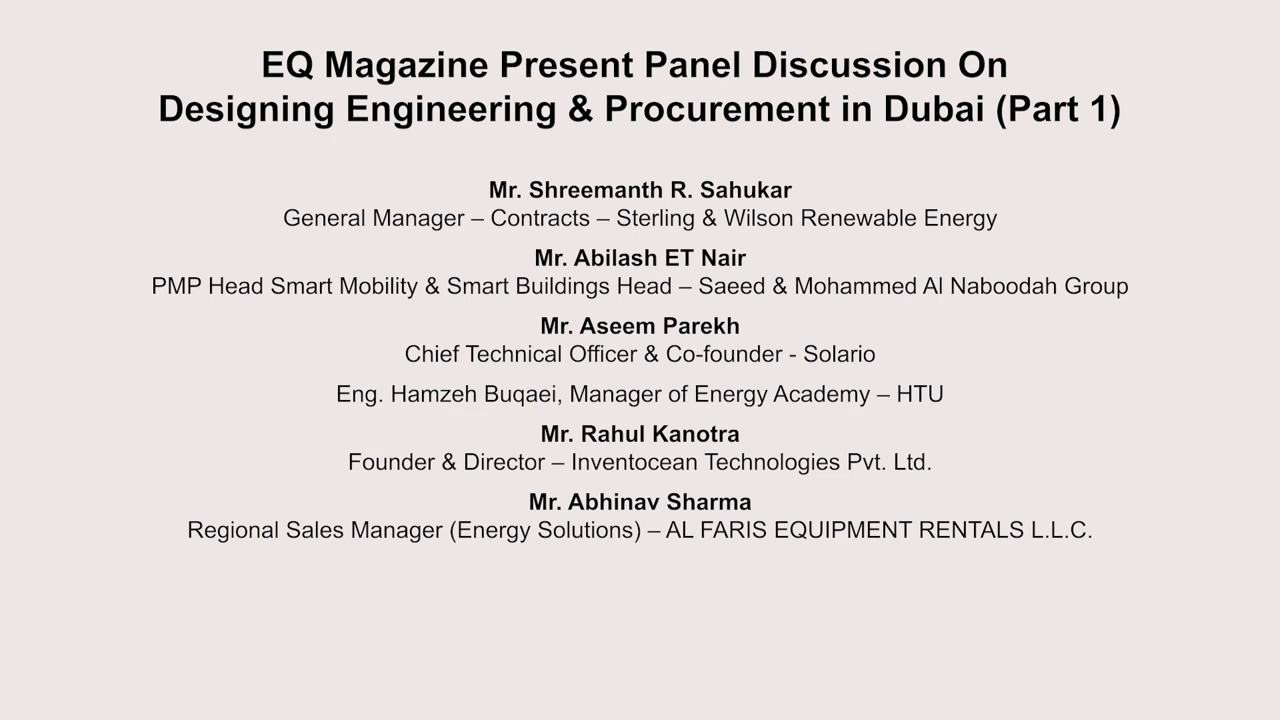 EQ Magazine Present Panel Discussion On
Designing Engineering & Procurement in Dubai (Part 1)
Mr. Shreemanth R. Sahukar
General Manager – Contracts – Sterling & Wilson Renewable Energy
Mr. Abilash ET Nair
PMP Head Smart Mobility & Smart Buildings Head – Saeed & Mohammed Al Naboodah Group
Mr. Aseem Parekh
Chief Technical Officer & Co-founder - Solario
Eng. Hamzeh Buqaei, Manager of Energy Academy – HTU
Mr. Rahul Kanotra
Founder & Director – Inventocean Technologies Pvt. Ltd.
Mr. Abhinav Sharma
Regional Sales Manager (Energy Solutions) – AL FARIS EQUIPMENT RENTALS L.L.C.